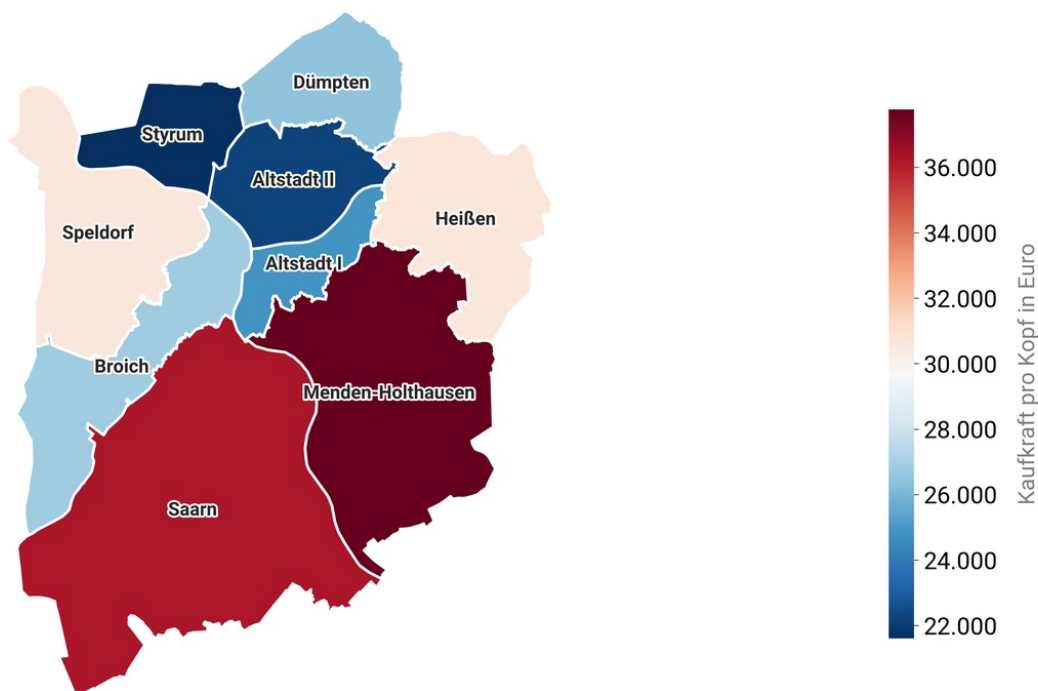 Dümpten
Styrum
Altstadt II
Heißen
Speldorf
Altstadt I
Broich
Menden-Holthausen
Saarn
36.000
34.000
32.000
30.000
28.000
26.000
24.000
22.000
Kaufkraft pro Kopf in Euro